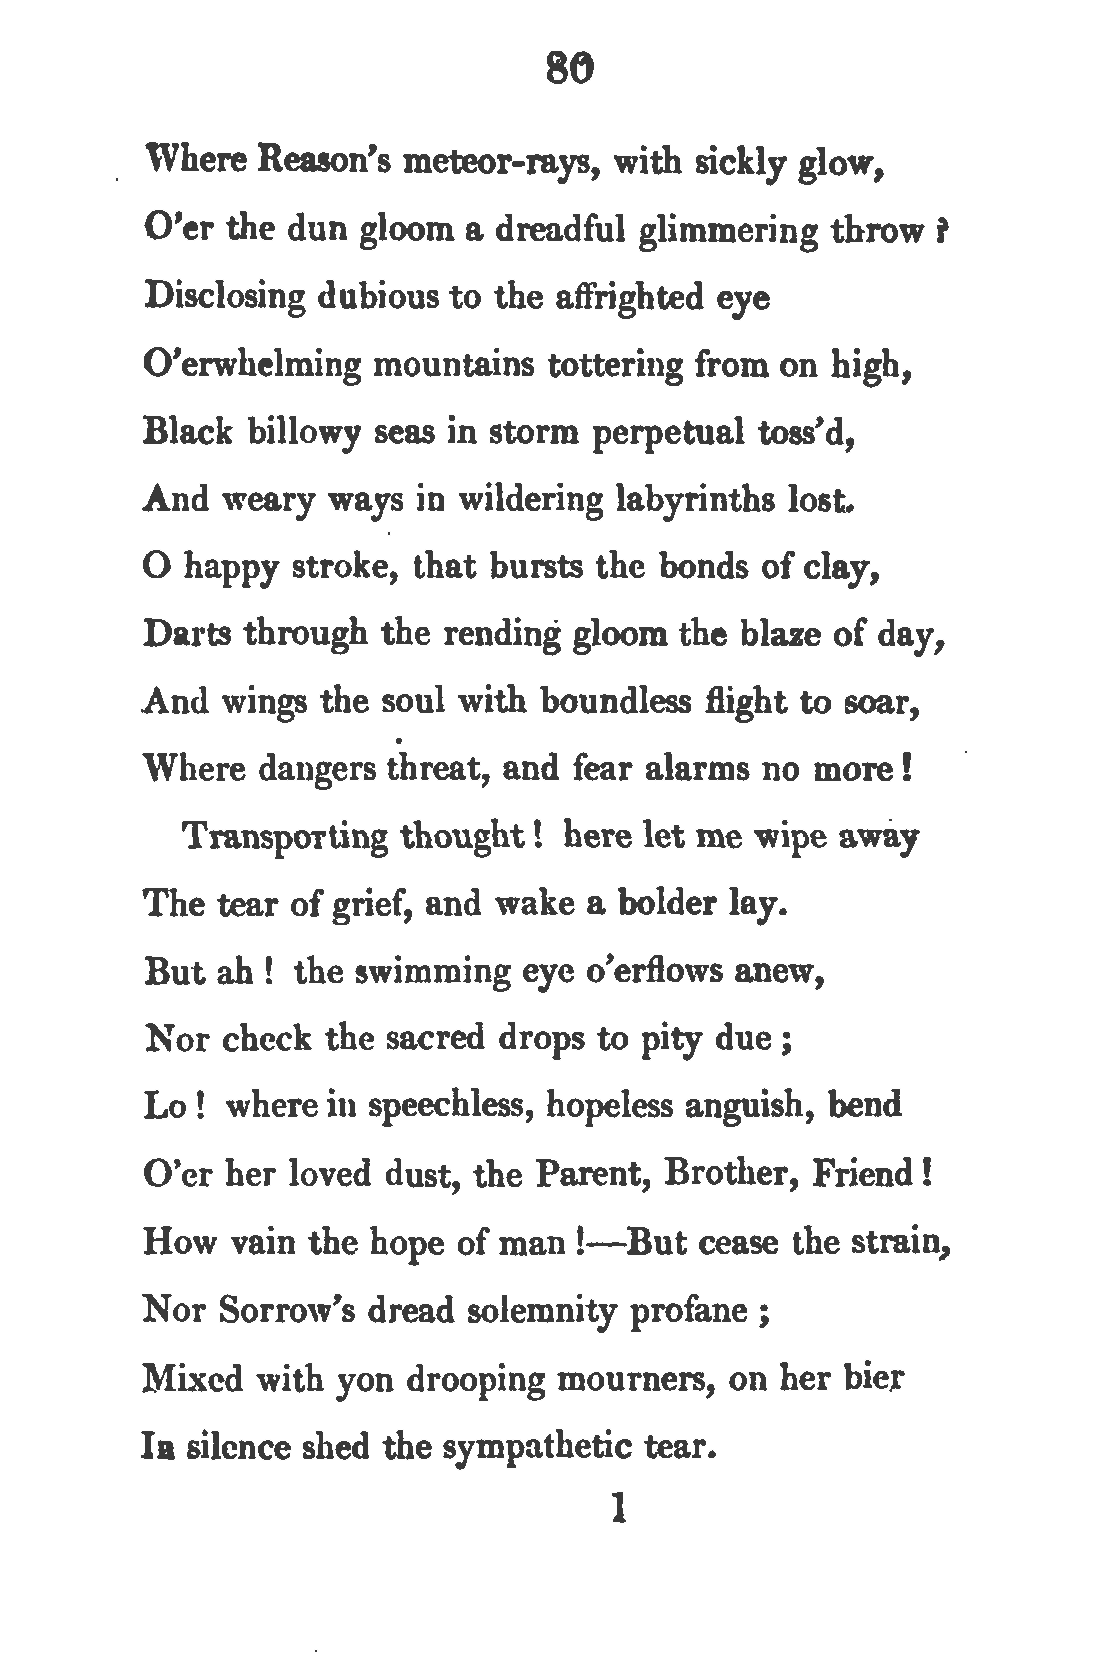 80
Where Reason's meteor-rays, with sickly glow,
O'er the dun gloom a dreadful glimmering throw ?
Disclosing dubious to the affrighted eye
O'erwhelming mountains tottering from on high,
Black billowy seas in storm perpetual toss'd,
And weary ways in wildering labyrinths lost.
O happy stroke, that bursts the bonds of clay,
Darts through the rending gloom the blaze of day,
And wings the soul with boundless flight to soar,
Where dangers threat, and fear alarms no more !
Transporting thought ! here let me wipe away
The tear of grief, and wake a bolder lay.
But ah ! the swimming eye o'erflows anew,
Nor check the sacred drops to pity due ;
Lo ! where in speechless, hopeless anguish, bend
O'er her loved dust, the Parent, Brother, Friend !
How vain the hope of man !—But cease the strain,
Nor Sorrow's dread solemnity profane ;
Mixed with yon drooping mourners, on her bier
In silence shed the sympathetic tear.
1